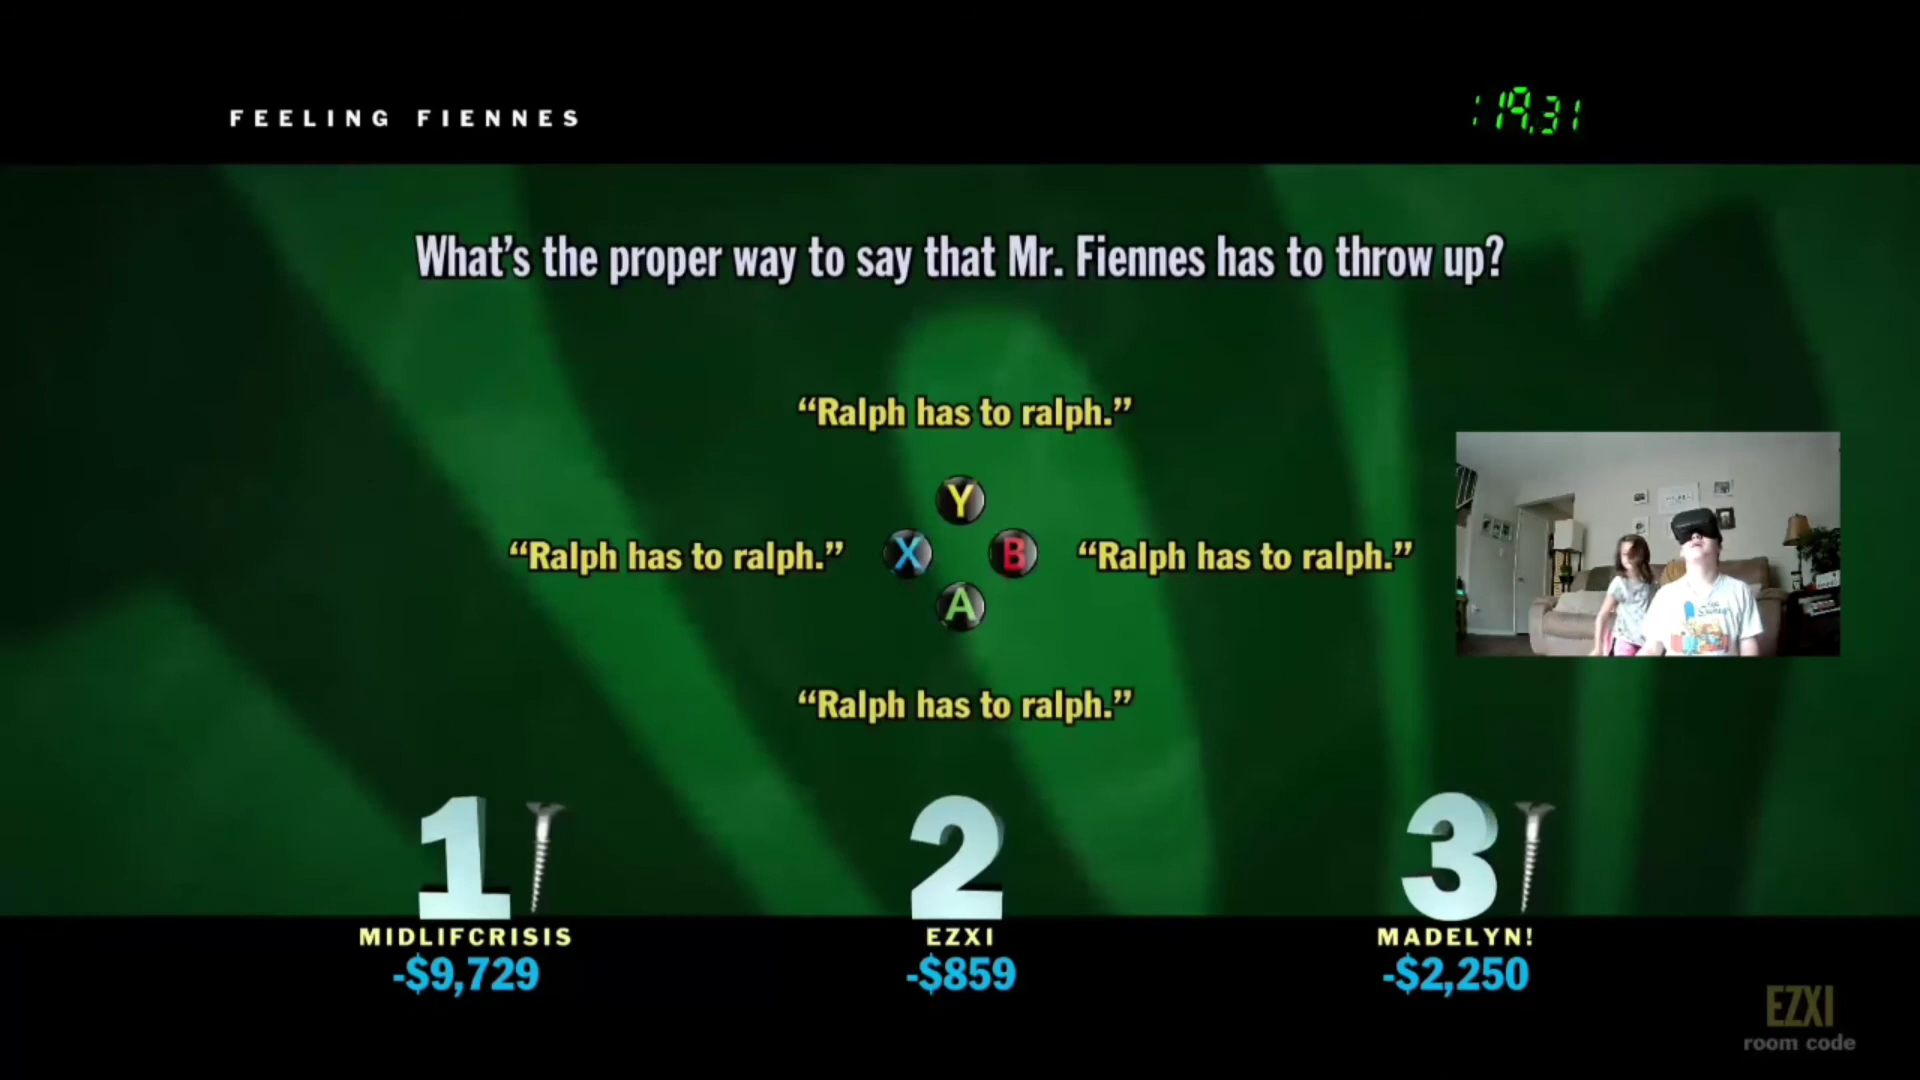 FEELING FIENNES
:19.31
What's the proper way to say that Mr. Fiennes has to throw up?
“Ralph has to ralph.”
Y
“Ralph has to ralph.” X B “Ralph has to ralph.”
A
“Ralph has to ralph.”
1 2 3
MIDLIFCRISIS EZXI MADELYN!
-$9,729 -$859 -$2,250
EZXI
room code